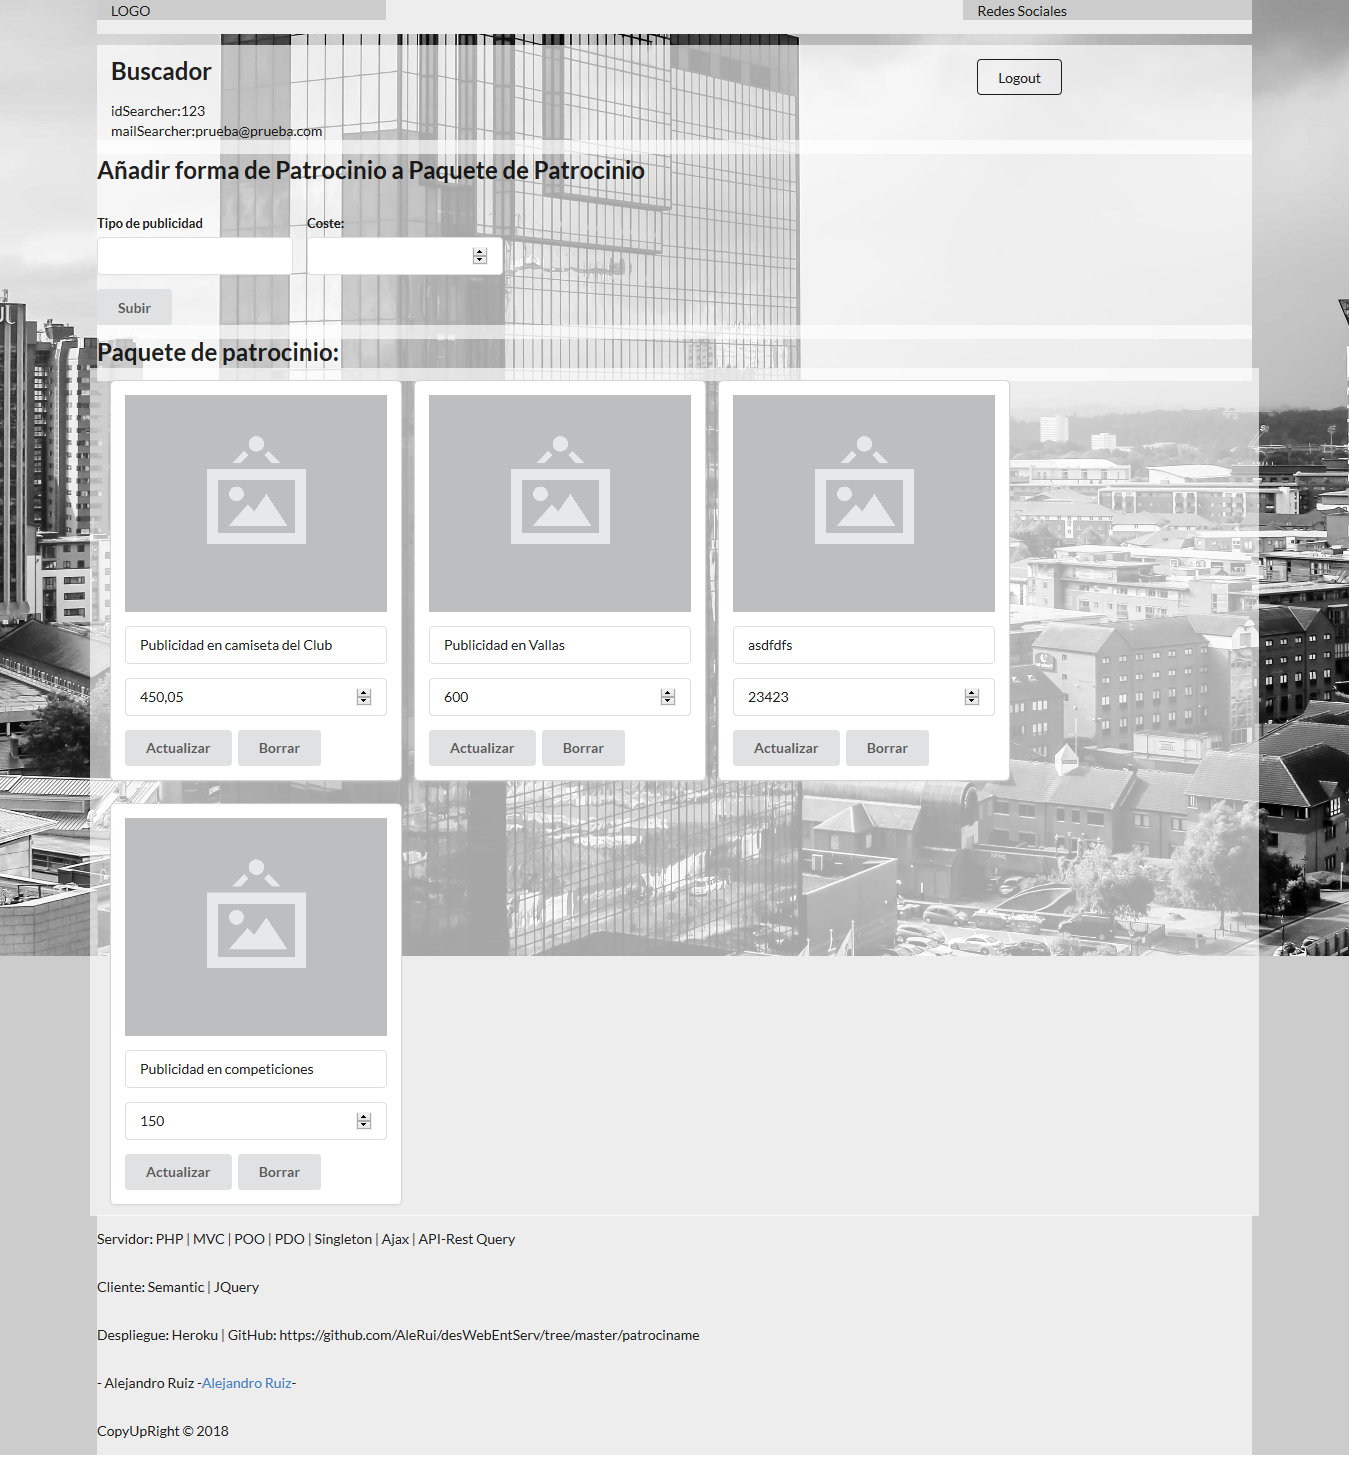 LOGO
Redes Sociales
Buscador
Logout
idSearcher:123
mailSearcher:prueba@prueba.com
Añadir forma de Patrocinio a Paquete de Patrocinio
Tipo de publicidad
Coste:
Subir
Paquete de patrocinio:
Publicidad en camiseta del Club
450,05
Actualizar
Borrar
Publicidad en Vallas
600
Actualizar
Borrar
asdfdfs
23423
Actualizar
Borrar
Publicidad en competiciones
150
Actualizar
Borrar
Servidor: PHP | MVC | POO | PDO | Singleton | Ajax | API-Rest Query
Cliente: Semantic | JQuery
Despliegue: Heroku | GitHub: https://github.com/AleRui/desWebEntServ/tree/master/patrociname
- Alejandro Ruiz -Alejandro Ruiz-
CopyUpRight © 2018